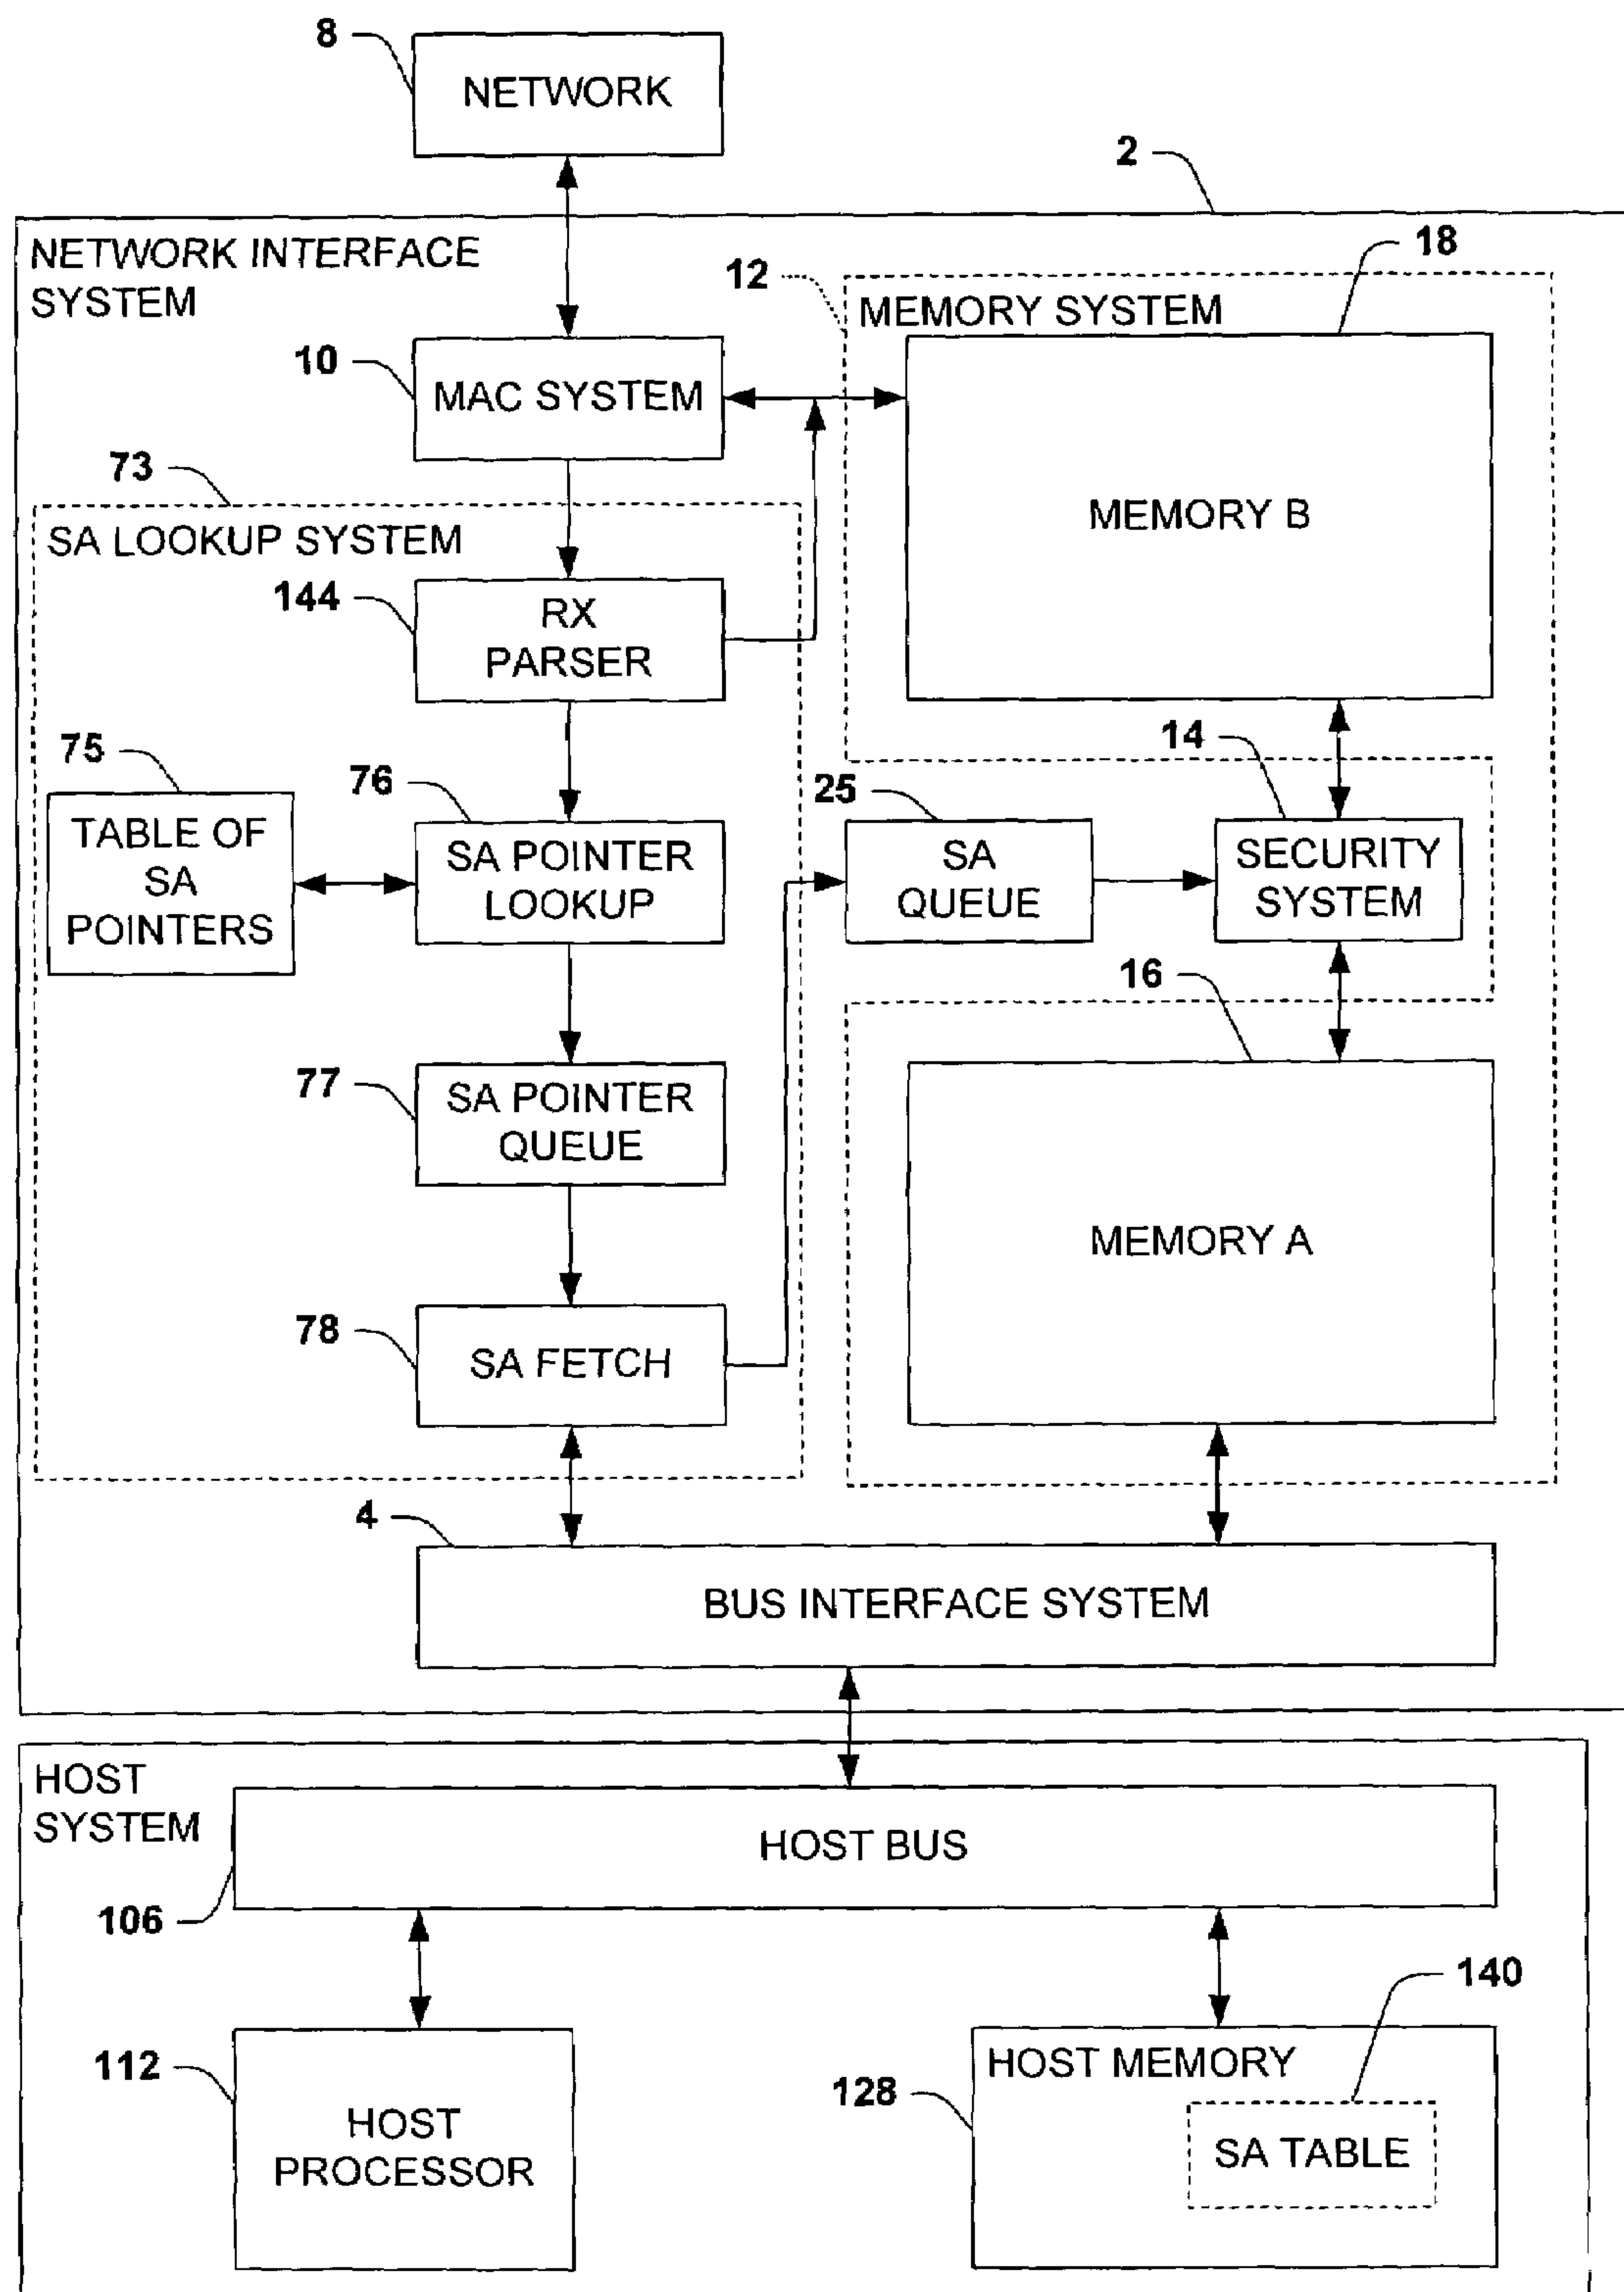 8
NETWORK
2
NETWORK INTERFACE
SYSTEM
18
12
MEMORY SYSTEM
10
MAC SYSTEM
MEMORY B
73
SA LOOKUP SYSTEM
144
RX
PARSER
75
TABLE OF
SA
POINTERS
76
SA POINTER
LOOKUP
25
SA
QUEUE
14
SECURITY
SYSTEM
16
77
SA POINTER
QUEUE
MEMORY A
78
SA FETCH
4
BUS INTERFACE SYSTEM
HOST
SYSTEM
HOST BUS
106
140
112
HOST
PROCESSOR
128
HOST MEMORY
SA TABLE